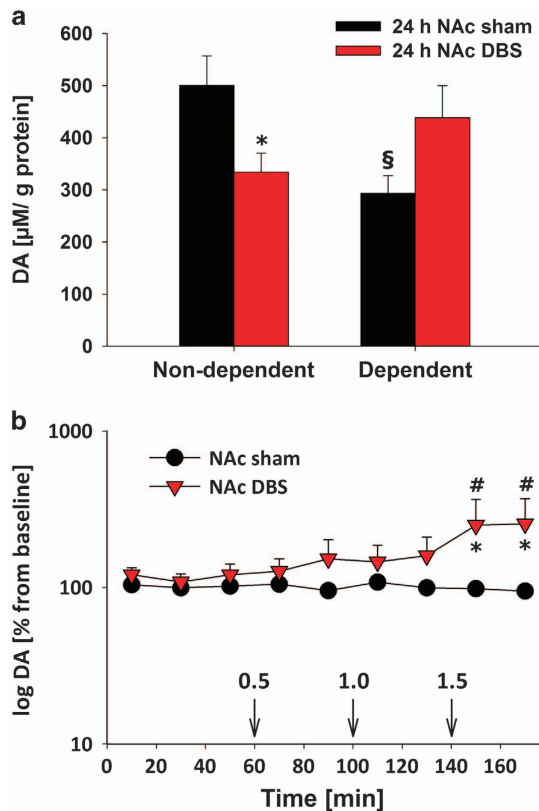 a
24 h NAc sham
24 h NAc DBS
600
500
400
300
200
100
0
DA [µM/ g protein]
*
§
Non-dependent
Dependent
b
NAc sham
NAc DBS
1000
100
10
log DA [% from baseline]
# #
* *
0.5 1.0 1.5
0 20 40 60 80 100 120 140 160
Time [min]